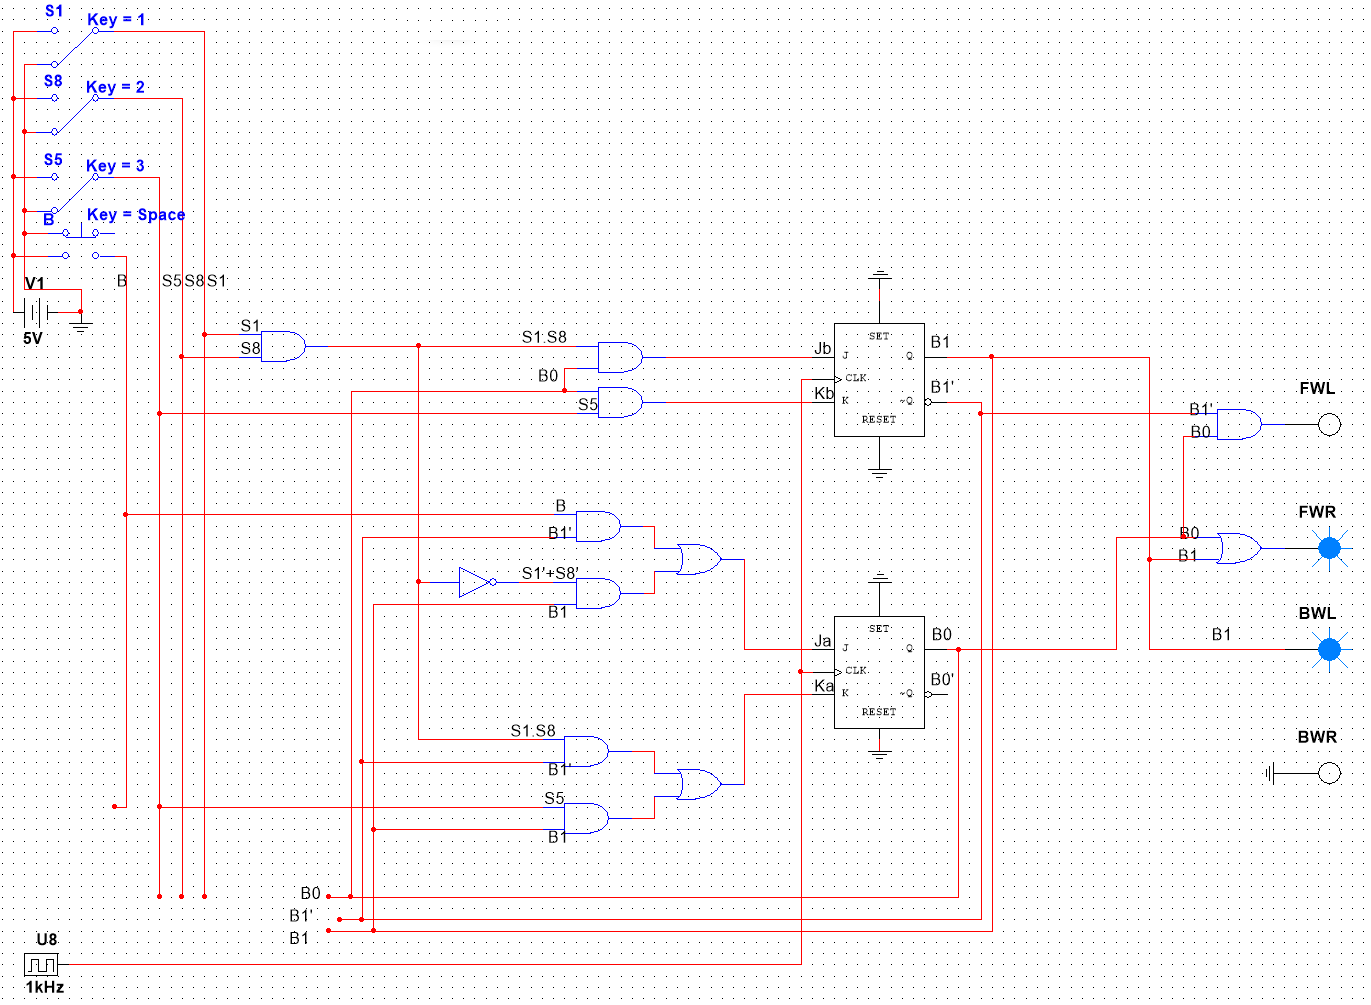 S1
Key = 1
S8
Key = 2
S5
Key = 3
B
Key = Space
V1
5V
B
S5
S8
S1
S1
S8
S1.S8
B0
S5
Jb
Kb
SET
J
Q
CLK
K
~Q
RESET
B1
B1'
B1'
B0
FWL
B
B1'
S1'+S8'
B1
B0
B1
FWR
Ja
Ka
SET
J
Q
CLK
K
~Q
RESET
B0
B0'
B1
BWL
S1.S8
B1'
S5
B1
BWR
B0
B1'
B1
U8
1kHz